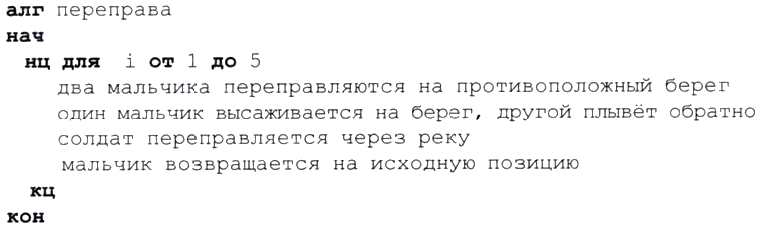 алг переправа
нач
нц для i от 1 до 5
два мальчика переправляются на противоположный берег
один мальчик высаживается на берег, другой плывёт обратно
солдат переправляется через реку
мальчик возвращается на исходную позицию
кц
кон